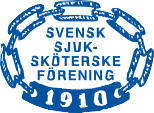 SVENSK
SJUK-
SKÖTERSKE
FÖRENING
1910